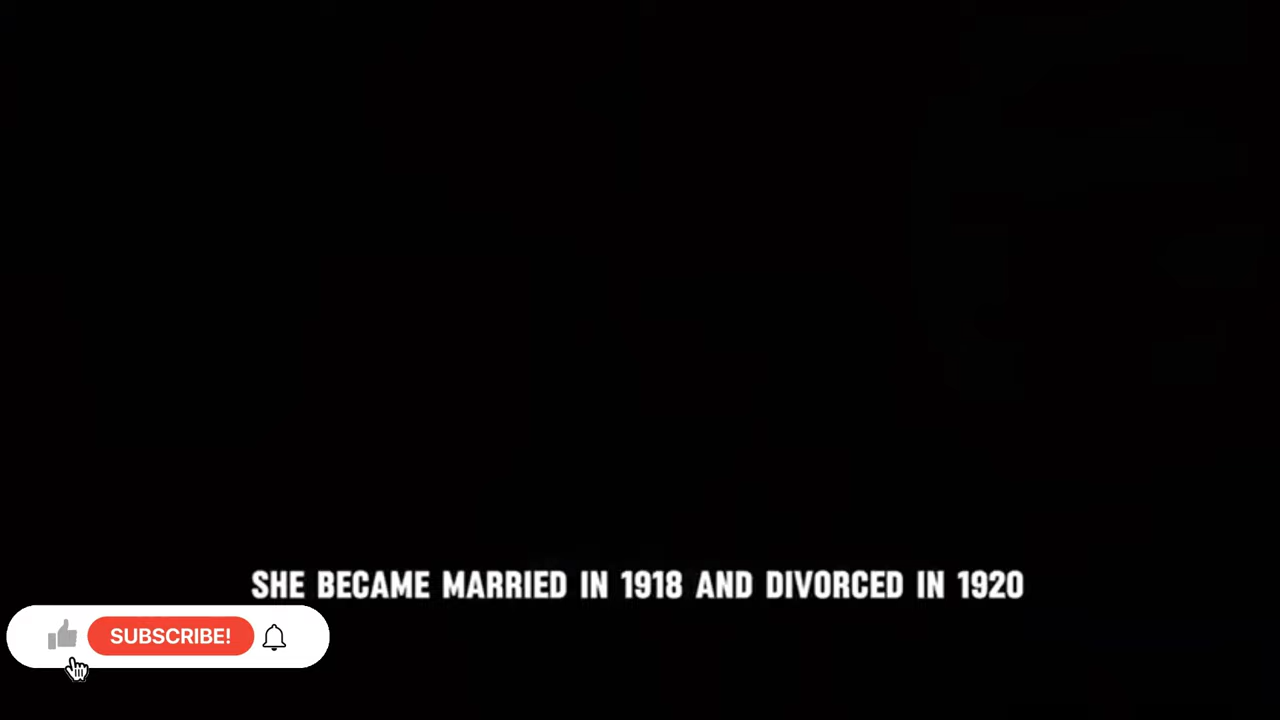 SHE BECAME MARRIED IN 1918 AND DIVORCED IN 1920
SUBSCRIBE!